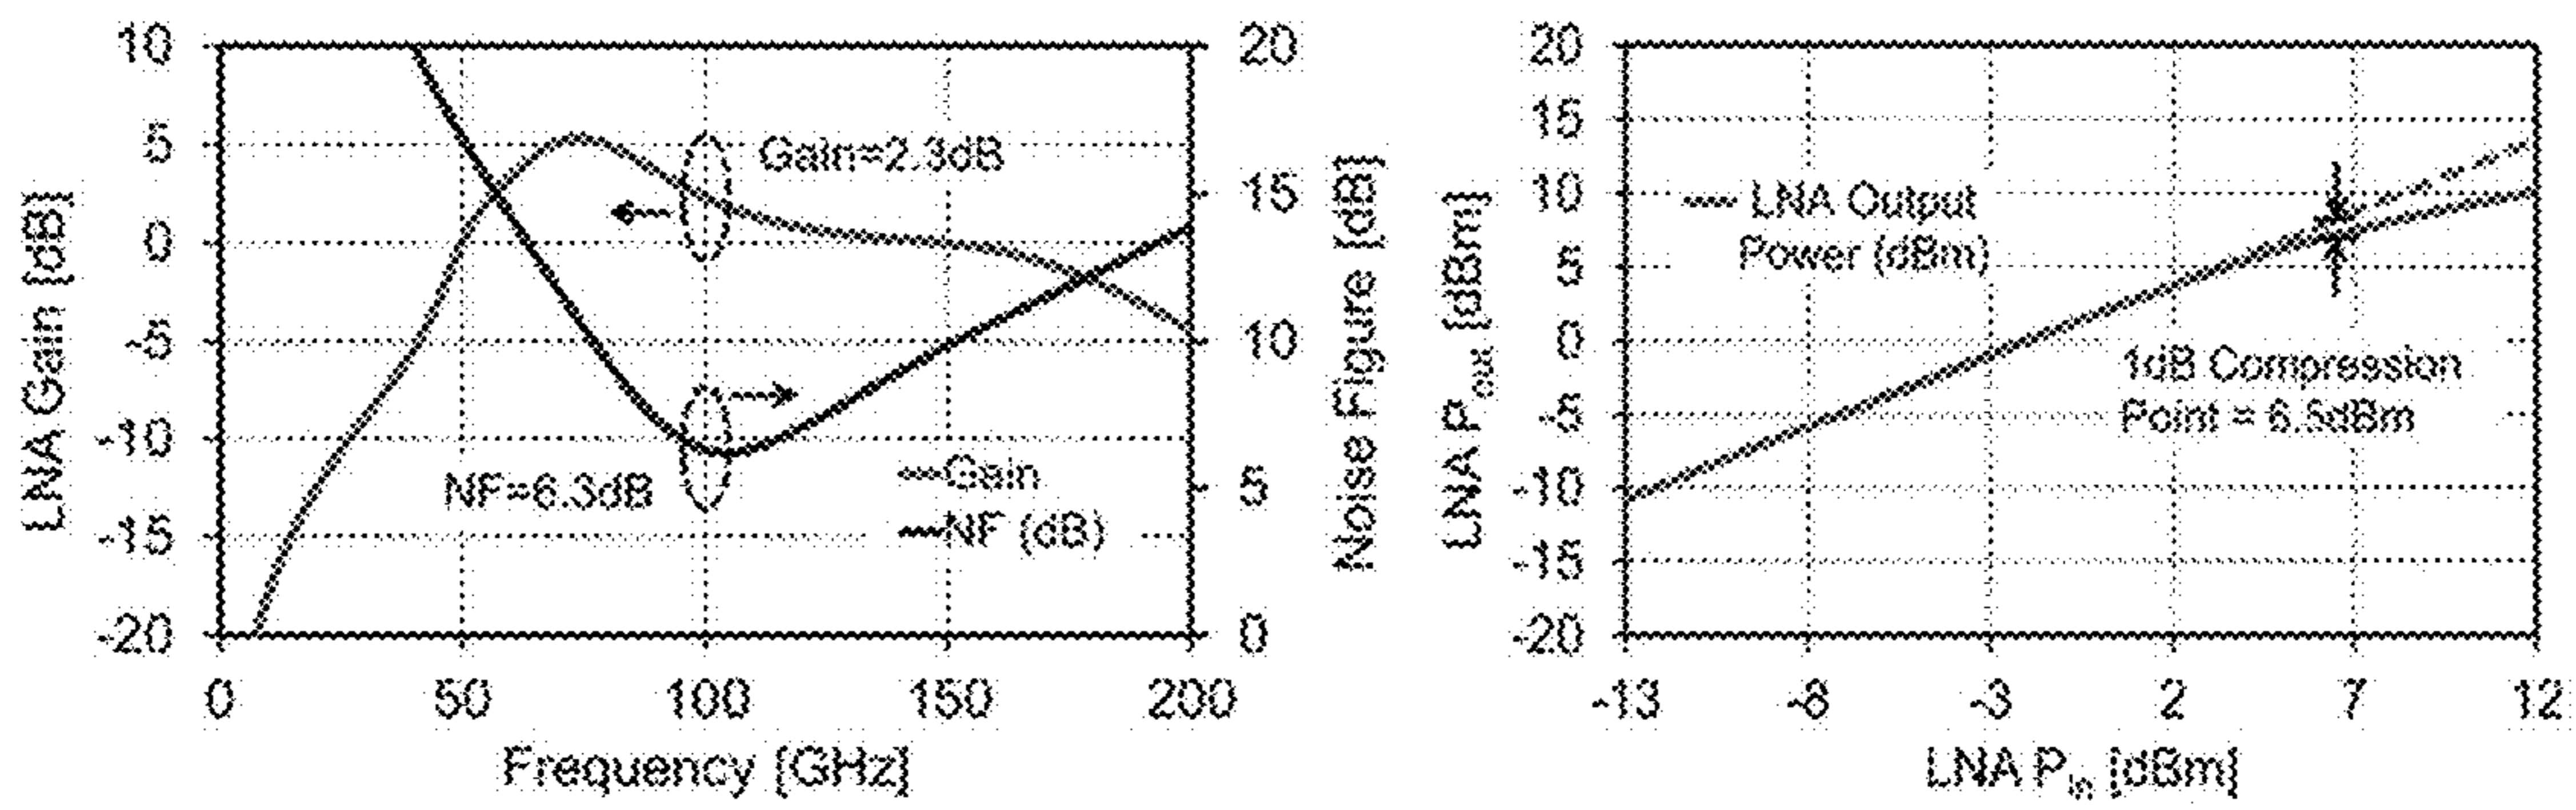 10
5
0
-5
-10
-15
-20
LNA Gain [dB]
20
15
10
5
0
Noise Figure [dB]
Gain=2.3dB
NF=6.3dB
Gain
NF (dB)
0 50 100 150 200
Frequency [GHz]
20
15
10
5
0
-5
-10
-15
-20
LNA Pout [dBm]
LNA Output
Power (dBm)
1dB Compression
Point = 6.5dBm
-13 -8 -3 2 7 12
LNA Pin [dBm]